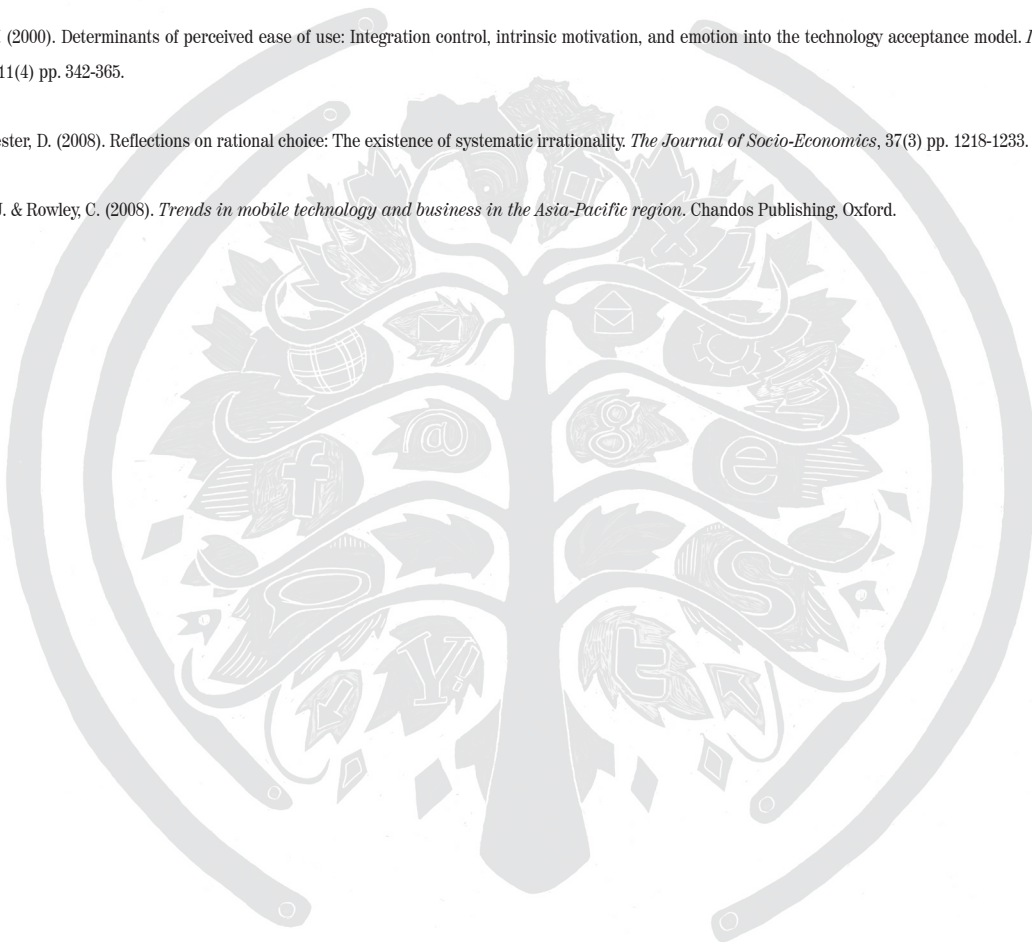 (2000). Determinants of perceived ease of use: Integration control, intrinsic motivation, and emotion into the technology acceptance model.
11(4) pp. 342-365.
ester, D. (2008). Reflections on rational choice: The existence of systematic irrationality. The Journal of Socio-Economics, 37(3) pp. 1218-1233.
J. & Rowley, C. (2008). Trends in mobile technology and business in the Asia-Pacific region. Chandos Publishing, Oxford.
@ g
f e
S
Y! t